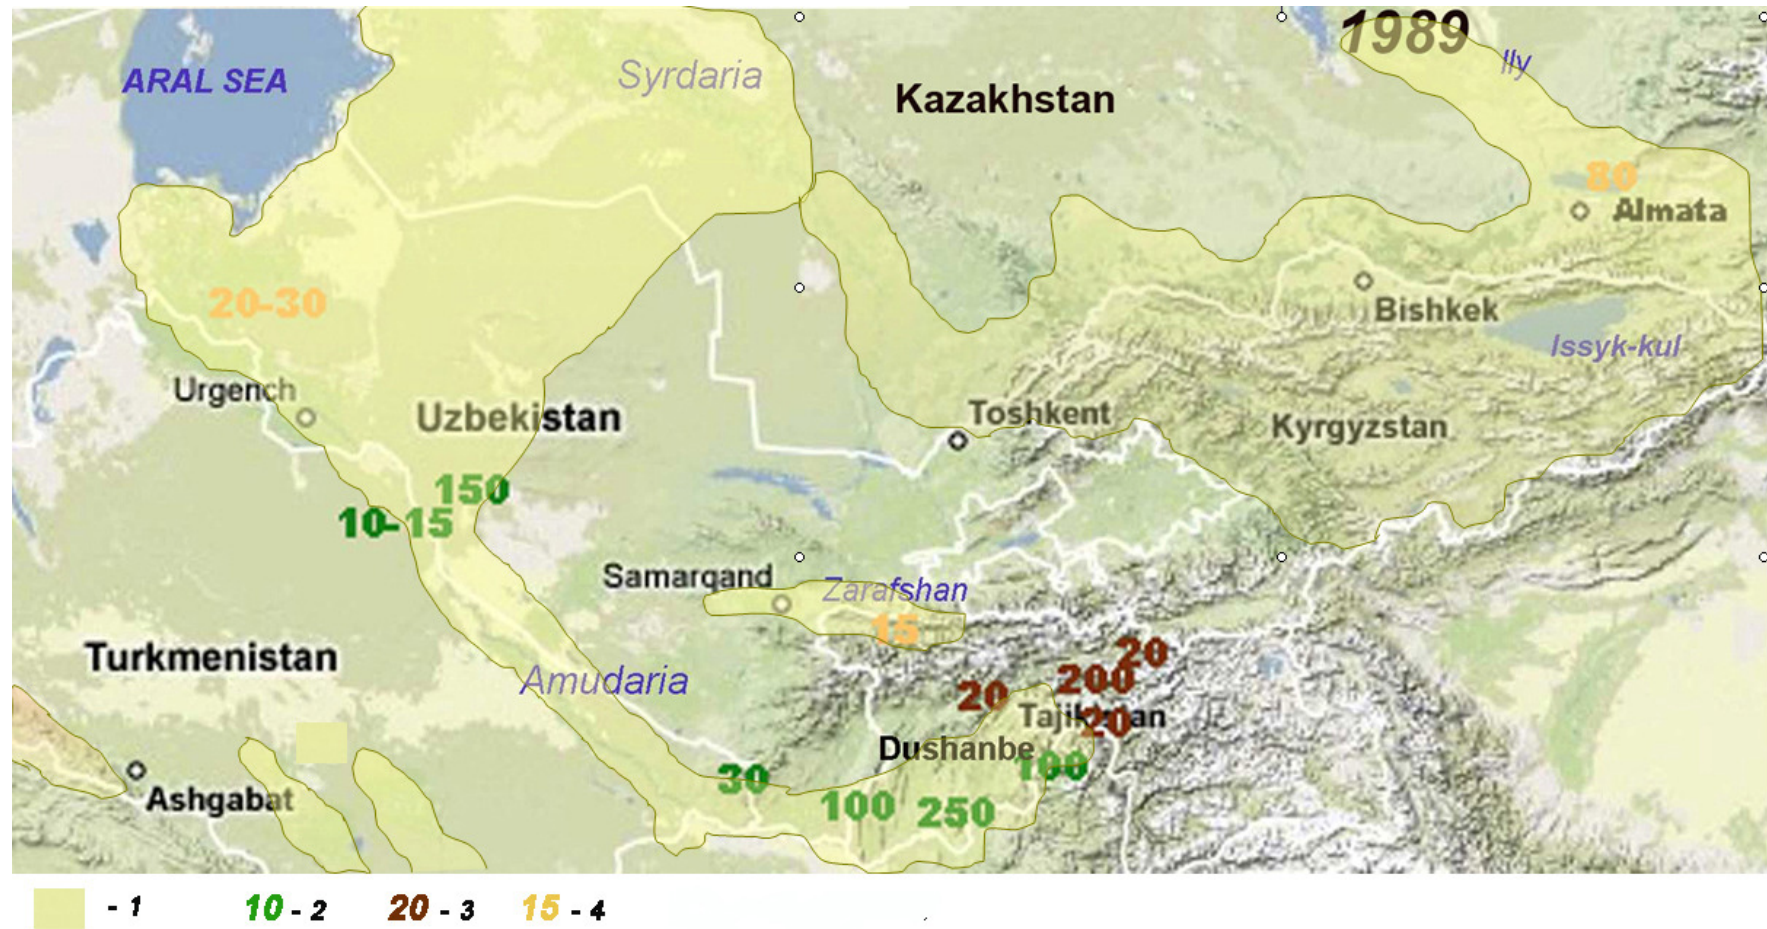 1989
Ily
ARAL SEA
Syrdaria
Kazakhstan
80
Almata
20-30
Bishkek
Issyk-kul
Urgench
Uzbekistan
Toshkent
Kyrgyzstan
150
10-15
Samarqand
Zarafshan
15
Turkmenistan
Amudaria
20
200
20
Tajikistan
20
Dushanbe
30
100
Ashgabat
100
250
- 1 10 - 2 20 - 3 15 - 4